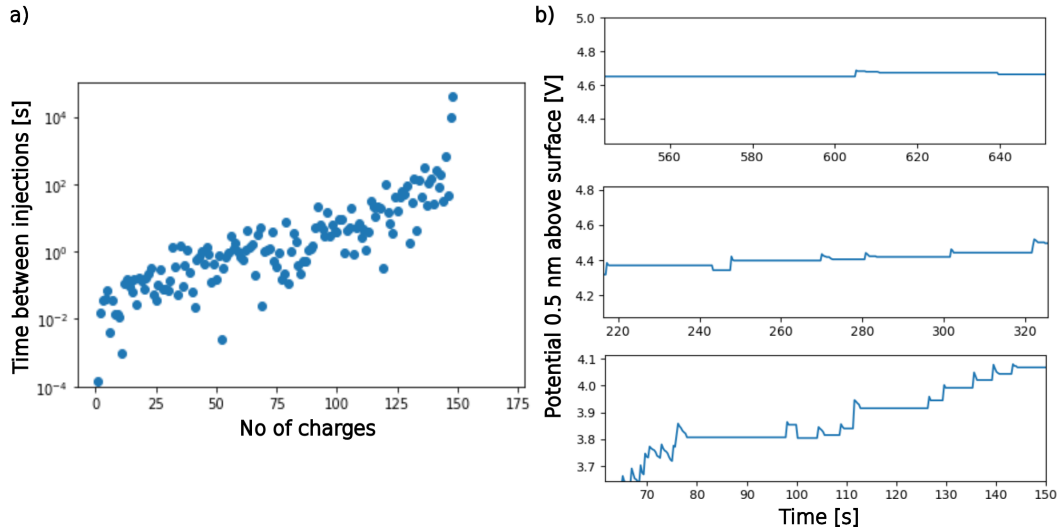 a)
b)
Time between injections [s]
10^4
10^2
10^0
10^-2
10^-4
0 25 50 75 100 125 150 175
No of charges
Potential 0.5 nm above surface [V]
5.0
4.8
4.6
4.4
560 580 600 620 640
4.8
4.6
4.4
4.2
220 240 260 280 300 320
4.1
4.0
3.9
3.8
3.7
70 80 90 100 110 120 130 140 150
Time [s]